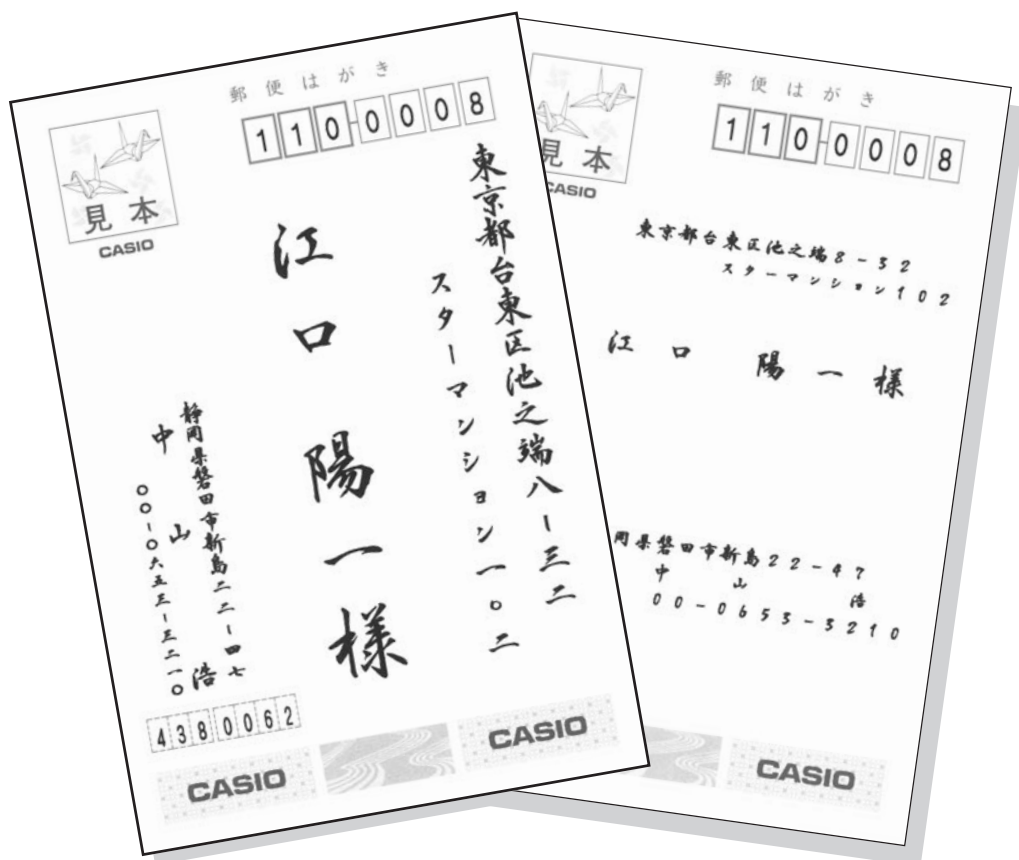 郵便はがき
110-0008
見本
CASIO
東京都台東区池之端八ー三二
スターマンション一〇二
江口 陽一様
静岡県磐田市新島二二ー四七
中山 浩
〇〇ー〇六五三ー三二一〇
4380062
CASIO
CASIO
郵便はがき
110-0008
見本
CASIO
東京都台東区池之端8-32
スターマンション102
江口 陽一様
岡県磐田市新島22-47
中山 浩
00-0653-3210
CASIO